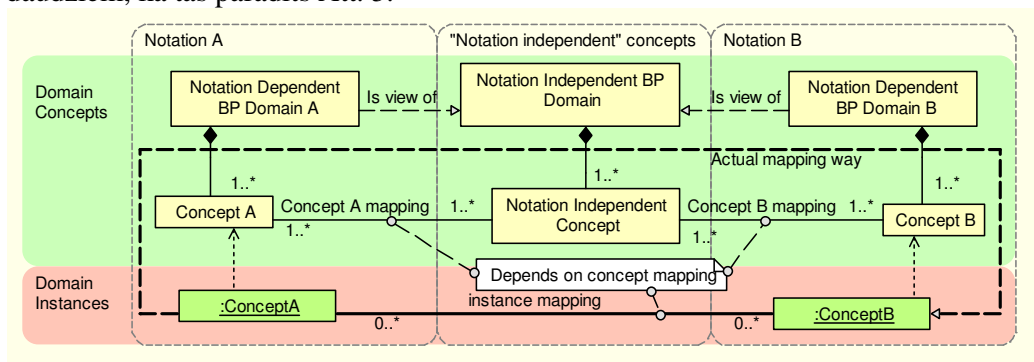 Notation A
"Notation independent" concepts
Notation B
Domain
Concepts
Notation Dependent
BP Domain A
Is view of
Notation Independent BP
Domain
Is view of
Notation Dependent
BP Domain B
Actual mapping way
1..*
1..*
1..*
Concept A
Concept A mapping
1..*
1..*
Notation Independent
Concept
Concept B mapping
1..*
1..*
Concept B
Domain
Instances
Depends on concept mapping
:ConceptA
instance mapping
0..*
0..*
:ConceptB